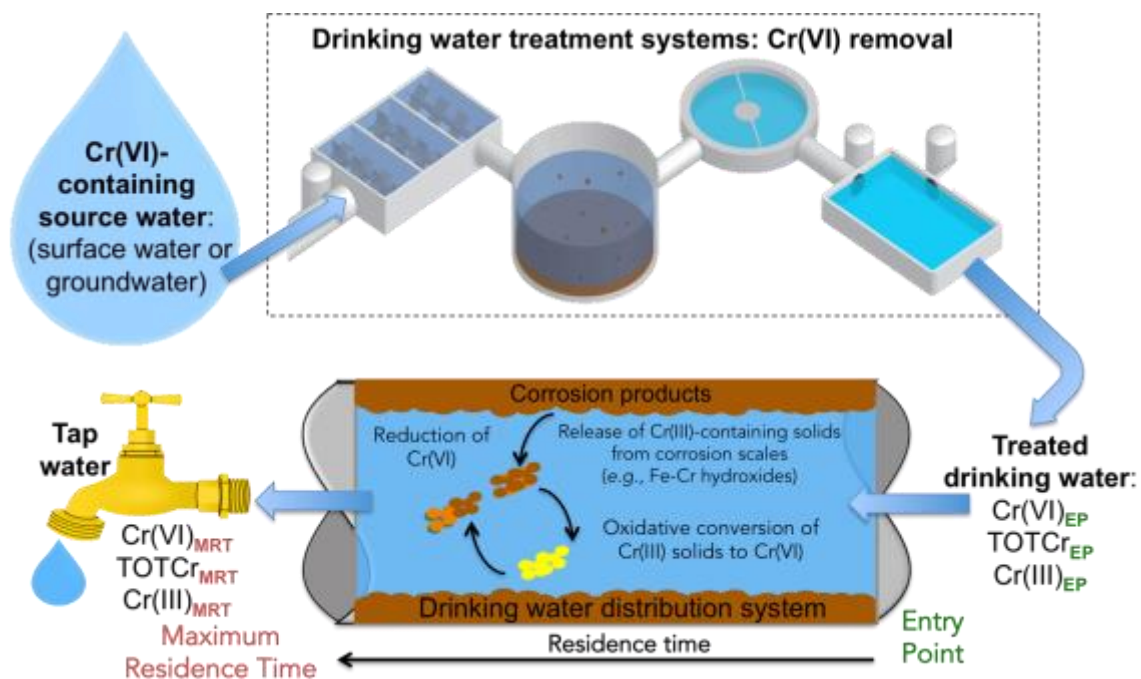 Drinking water treatment systems: Cr(VI) removal
Cr(VI)-
containing
source water:
(surface water or
groundwater)
Corrosion products
Reduction of
Cr(VI)
Release of Cr(III)-containing solids
from corrosion scales
(e.g., Fe-Cr hydroxides)
Oxidative conversion of
Cr(III) solids to Cr(VI)
Drinking water distribution system
Residence time
Treated
drinking water:
Cr(VI)EP
TOTCrEP
Cr(III)EP
Entry
Point
Tap
water
Cr(VI)MRT
TOTCrMRT
Cr(III)MRT
Maximum
Residence Time